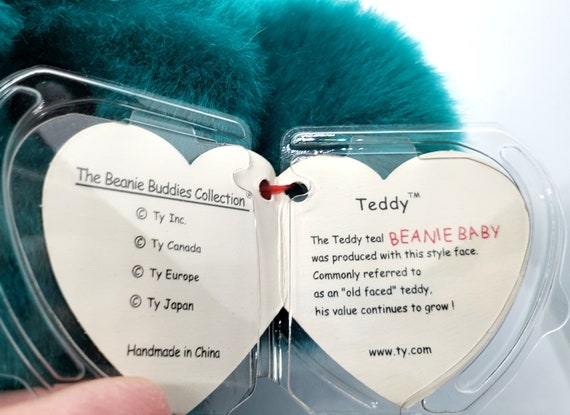 The Beanie Buddies Collection®
© Ty Inc.
© Ty Canada
© Ty Europe
© Ty Japan
Handmade in China
Teddy™
The Teddy teal BEANIE BABY
was produced with this style face.
Commonly referred to
as an "old faced" teddy,
his value continues to grow!
www.ty.com